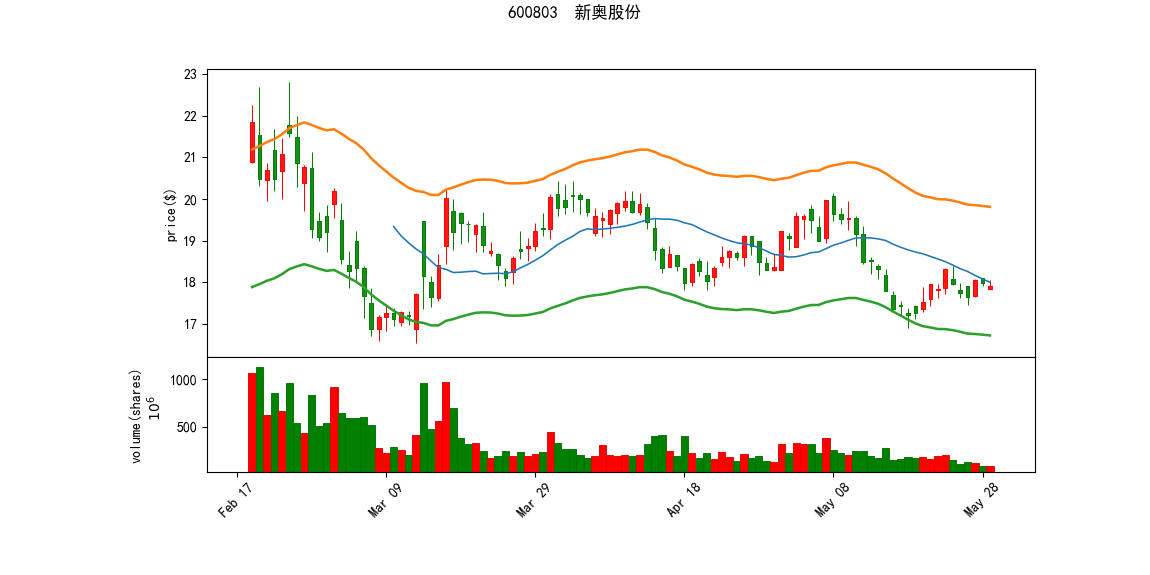 600803  新奥股份
23
22
21
20
19
18
17
price($)
1000
500
volume(shares)
10^6
Feb 17
Mar 09
Mar 29
Apr 18
May 08
May 28